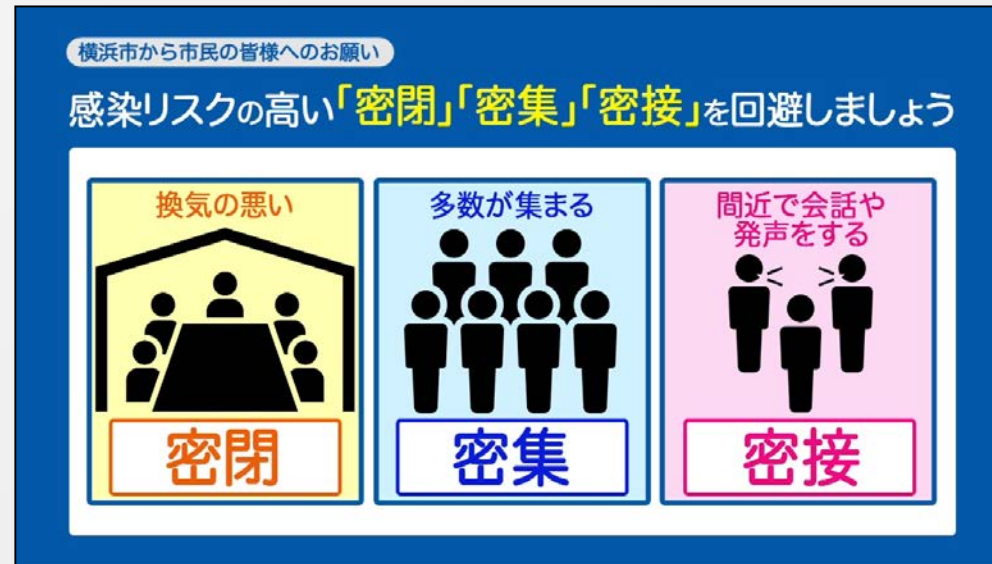 横浜市から市民の皆様へのお願い
感染リスクの高い「密閉」「密集」「密接」を回避しましょう
換気の悪い
密閉
多数が集まる
密集
間近で会話や
発声をする
密接